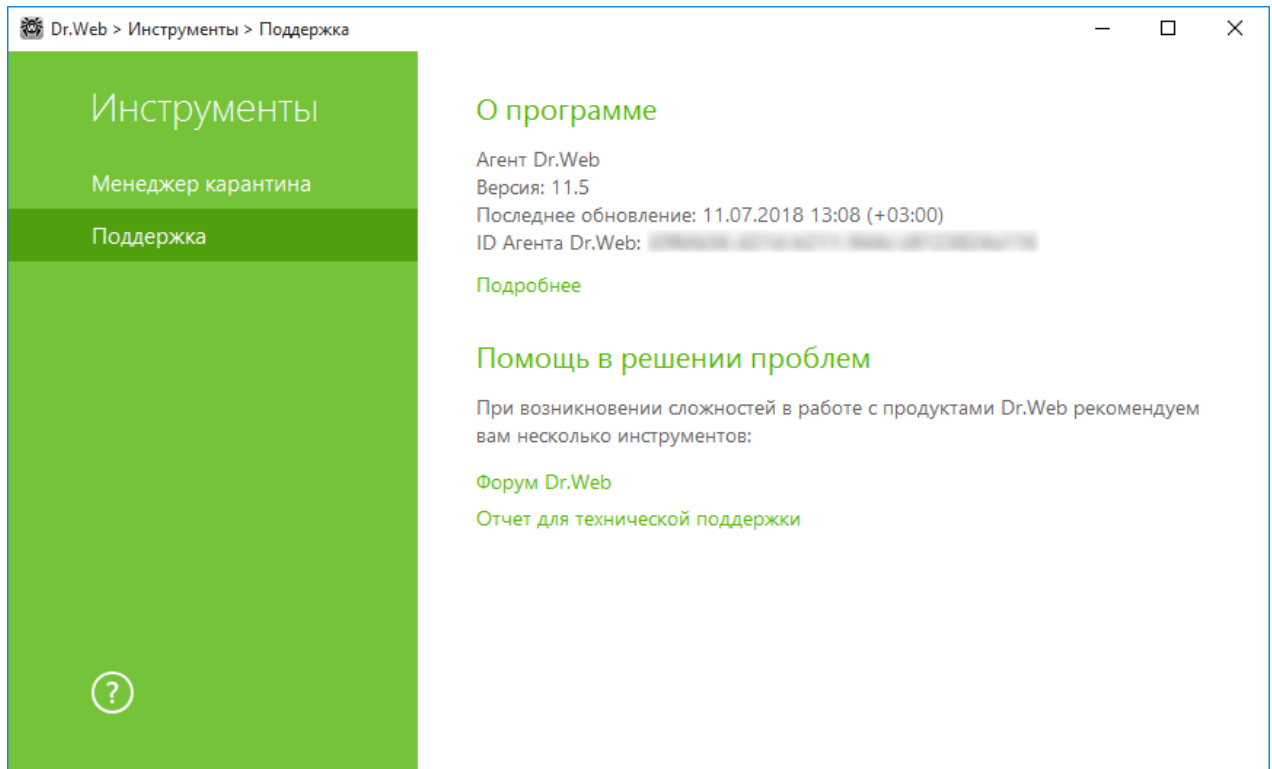 Dr.Web > Инструменты > Поддержка
Инструменты
Менеджер карантина
Поддержка
?
О программе
Агент Dr.Web
Версия: 11.5
Последнее обновление: 11.07.2018 13:08 (+03:00)
ID Агента Dr.Web:
Подробнее
Помощь в решении проблем
При возникновении сложностей в работе с продуктами Dr.Web рекомендуем
вам несколько инструментов:
Форум Dr.Web
Отчет для технической поддержки